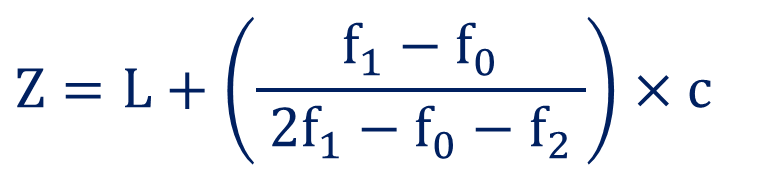 Z = L + ( (f₁ − f₀) / (2f₁ − f₀ − f₂) ) × c